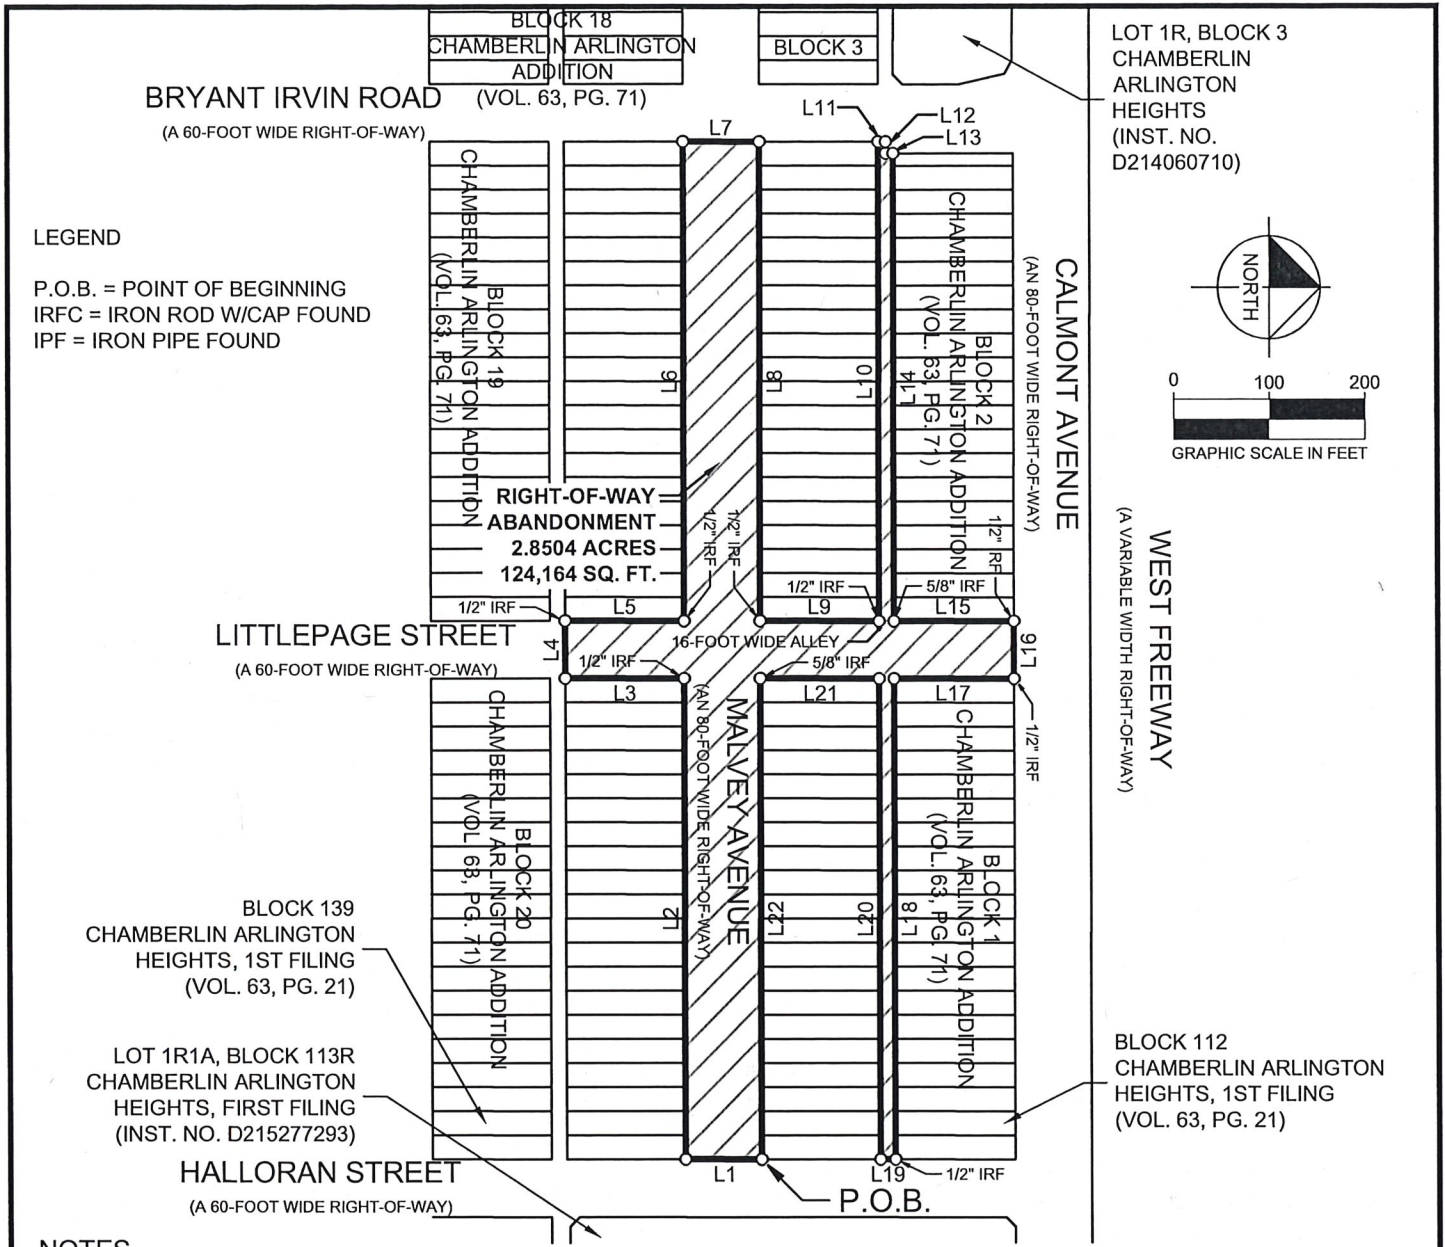 BLOCK 18
CHAMBERLIN ARLINGTON
ADDITION
(VOL. 63, PG. 71)
BLOCK 3
LOT 1R, BLOCK 3
CHAMBERLIN
ARLINGTON
HEIGHTS
(INST. NO.
D214060710)
BRYANT IRVIN ROAD
(A 60-FOOT WIDE RIGHT-OF-WAY)
L7
L11
L12
L13
LEGEND
P.O.B. = POINT OF BEGINNING
IRFC = IRON ROD W/CAP FOUND
IPF = IRON PIPE FOUND
BLOCK 19
CHAMBERLIN ARLINGTON ADDITION
(VOL. 63, PG. 71)
L6
L8
L10
L14
BLOCK 2
CHAMBERLIN ARLINGTON ADDITION
(VOL. 63, PG. 71)
CALMONT AVENUE
(AN 80-FOOT WIDE RIGHT-OF-WAY)
NORTH
0 100 200
GRAPHIC SCALE IN FEET
WEST FREEWAY
(A VARIABLE WIDTH RIGHT-OF-WAY)
RIGHT-OF-WAY
ABANDONMENT
2.8504 ACRES
124,164 SQ. FT.
1/2" IRF
1/2" IRF
1/2" IRF
1/2" IRF
5/8" IRF
1/2" IRF
L5
L9
L15
LITTLEPAGE STREET
(A 60-FOOT WIDE RIGHT-OF-WAY)
L4
16-FOOT WIDE ALLEY
L16
1/2" IRF
5/8" IRF
L3
L21
L17
1/2" IRF
MALVEY AVENUE
(AN 80-FOOT WIDE RIGHT-OF-WAY)
BLOCK 20
CHAMBERLIN ARLINGTON ADDITION
(VOL 63, PG. 71)
L2
L22
L20
L18
BLOCK 1
CHAMBERLIN ARLINGTON ADDITION
(VOL. 63, PG. 71)
BLOCK 139
CHAMBERLIN ARLINGTON
HEIGHTS, 1ST FILING
(VOL. 63, PG. 21)
LOT 1R1A, BLOCK 113R
CHAMBERLIN ARLINGTON
HEIGHTS, FIRST FILING
(INST. NO. D215277293)
BLOCK 112
CHAMBERLIN ARLINGTON
HEIGHTS, 1ST FILING
(VOL. 63, PG. 21)
HALLORAN STREET
(A 60-FOOT WIDE RIGHT-OF-WAY)
L1
L19
1/2" IRF
P.O.B.
NOTES